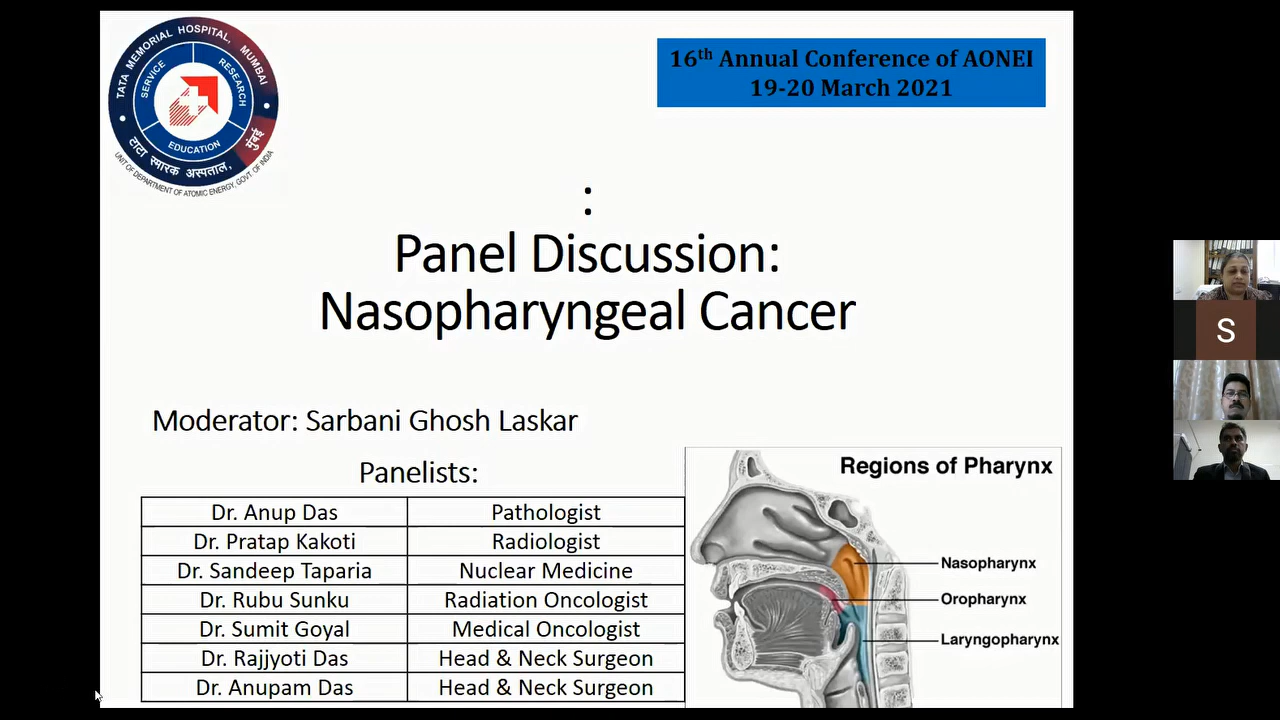 TATA MEMORIAL HOSPITAL, MUMBAI
SERVICE
RESEARCH
EDUCATION
टाटा स्मारक अस्पताल, मुंबई
UNIT OF DEPARTMENT OF ATOMIC ENERGY, GOVT. OF INDIA
16th Annual Conference of AONEI
19-20 March 2021
:
Panel Discussion:
Nasopharyngeal Cancer
Moderator: Sarbani Ghosh Laskar
Panelists:
Dr. Anup Das Pathologist
Dr. Pratap Kakoti Radiologist
Dr. Sandeep Taparia Nuclear Medicine
Dr. Rubu Sunku Radiation Oncologist
Dr. Sumit Goyal Medical Oncologist
Dr. Rajjyoti Das Head & Neck Surgeon
Dr. Anupam Das Head & Neck Surgeon
Regions of Pharynx
Nasopharynx
Oropharynx
Laryngopharynx
S